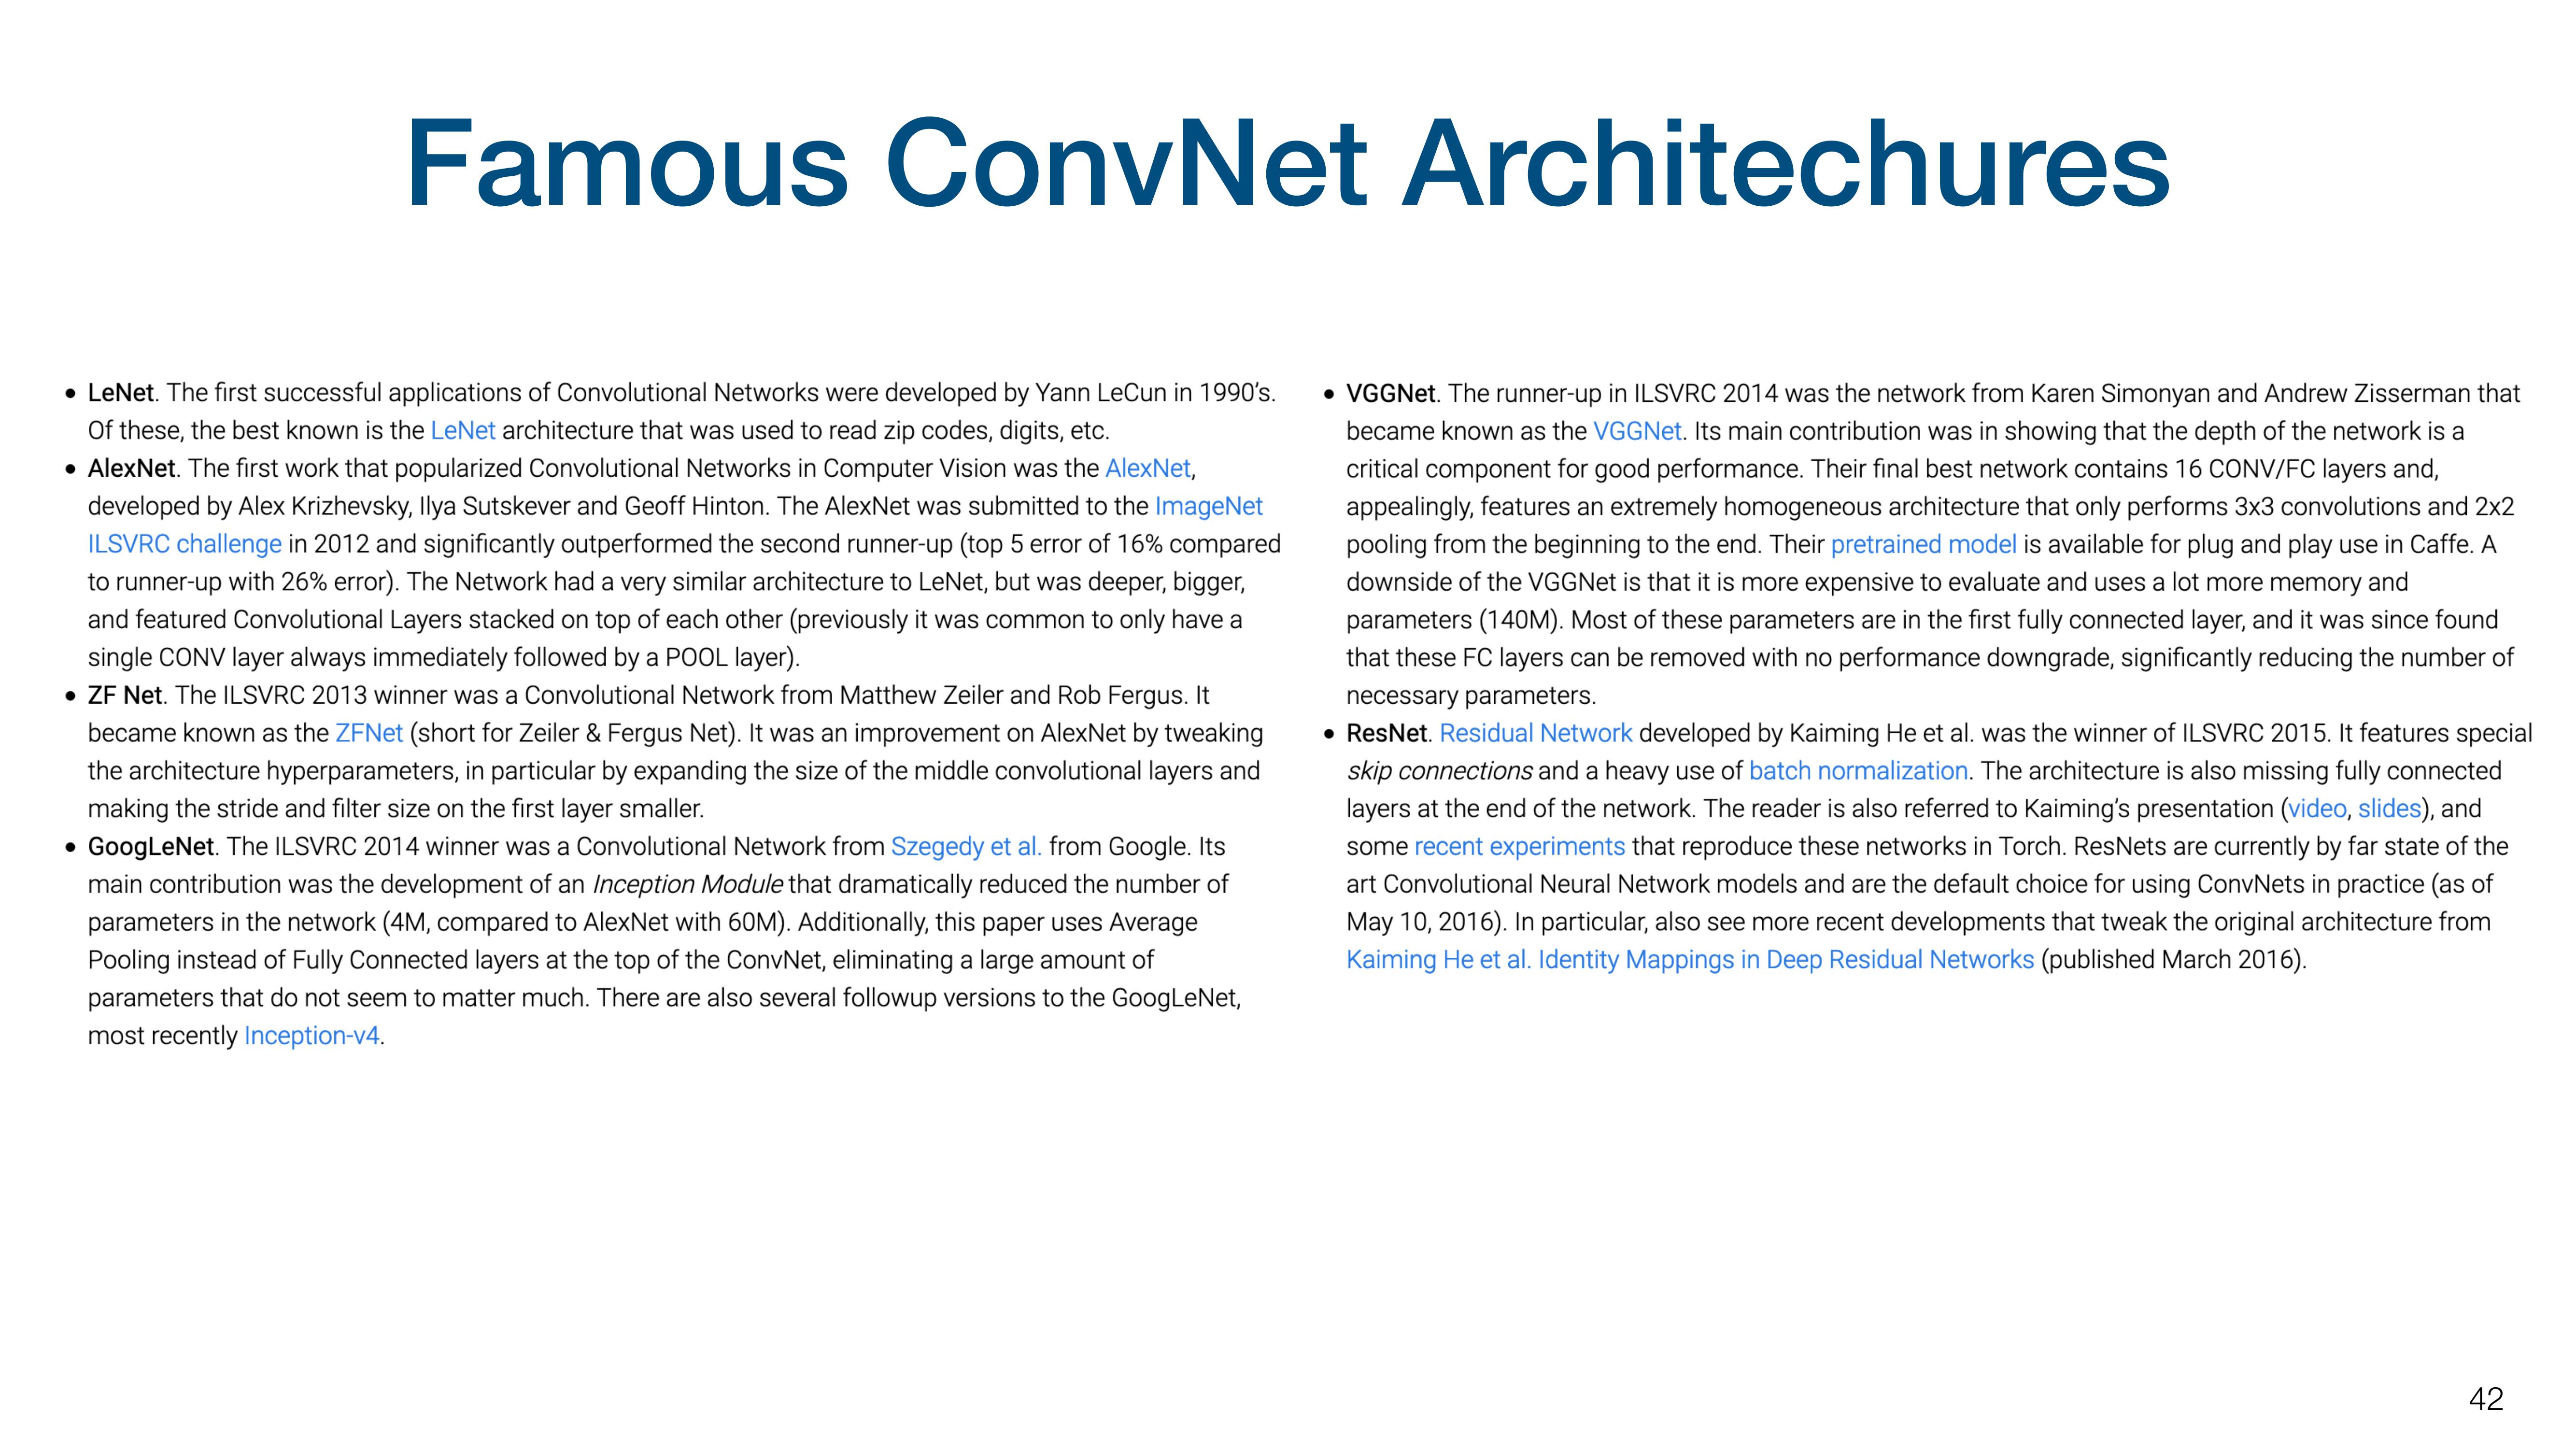 Famous ConvNet Architechures
• LeNet. The first successful applications of Convolutional Networks were developed by Yann LeCun in 1990’s.
Of these, the best known is the LeNet architecture that was used to read zip codes, digits, etc.
• AlexNet. The first work that popularized Convolutional Networks in Computer Vision was the AlexNet,
developed by Alex Krizhevsky, Ilya Sutskever and Geoff Hinton. The AlexNet was submitted to the ImageNet
ILSVRC challenge in 2012 and significantly outperformed the second runner-up (top 5 error of 16% compared
to runner-up with 26% error). The Network had a very similar architecture to LeNet, but was deeper, bigger,
and featured Convolutional Layers stacked on top of each other (previously it was common to only have a
single CONV layer always immediately followed by a POOL layer).
• ZF Net. The ILSVRC 2013 winner was a Convolutional Network from Matthew Zeiler and Rob Fergus. It
became known as the ZFNet (short for Zeiler & Fergus Net). It was an improvement on AlexNet by tweaking
the architecture hyperparameters, in particular by expanding the size of the middle convolutional layers and
making the stride and filter size on the first layer smaller.
• GoogLeNet. The ILSVRC 2014 winner was a Convolutional Network from Szegedy et al. from Google. Its
main contribution was the development of an Inception Module that dramatically reduced the number of
parameters in the network (4M, compared to AlexNet with 60M). Additionally, this paper uses Average
Pooling instead of Fully Connected layers at the top of the ConvNet, eliminating a large amount of
parameters that do not seem to matter much. There are also several followup versions to the GoogLeNet,
most recently Inception-v4.
• VGGNet. The runner-up in ILSVRC 2014 was the network from Karen Simonyan and Andrew Zisserman that
became known as the VGGNet. Its main contribution was in showing that the depth of the network is a
critical component for good performance. Their final best network contains 16 CONV/FC layers and,
appealingly, features an extremely homogeneous architecture that only performs 3x3 convolutions and 2x2
pooling from the beginning to the end. Their pretrained model is available for plug and play use in Caffe. A
downside of the VGGNet is that it is more expensive to evaluate and uses a lot more memory and
parameters (140M). Most of these parameters are in the first fully connected layer, and it was since found
that these FC layers can be removed with no performance downgrade, significantly reducing the number of
necessary parameters.
• ResNet. Residual Network developed by Kaiming He et al. was the winner of ILSVRC 2015. It features special
skip connections and a heavy use of batch normalization. The architecture is also missing fully connected
layers at the end of the network. The reader is also referred to Kaiming’s presentation (video, slides), and
some recent experiments that reproduce these networks in Torch. ResNets are currently by far state of the
art Convolutional Neural Network models and are the default choice for using ConvNets in practice (as of
May 10, 2016). In particular, also see more recent developments that tweak the original architecture from
Kaiming He et al. Identity Mappings in Deep Residual Networks (published March 2016).
42